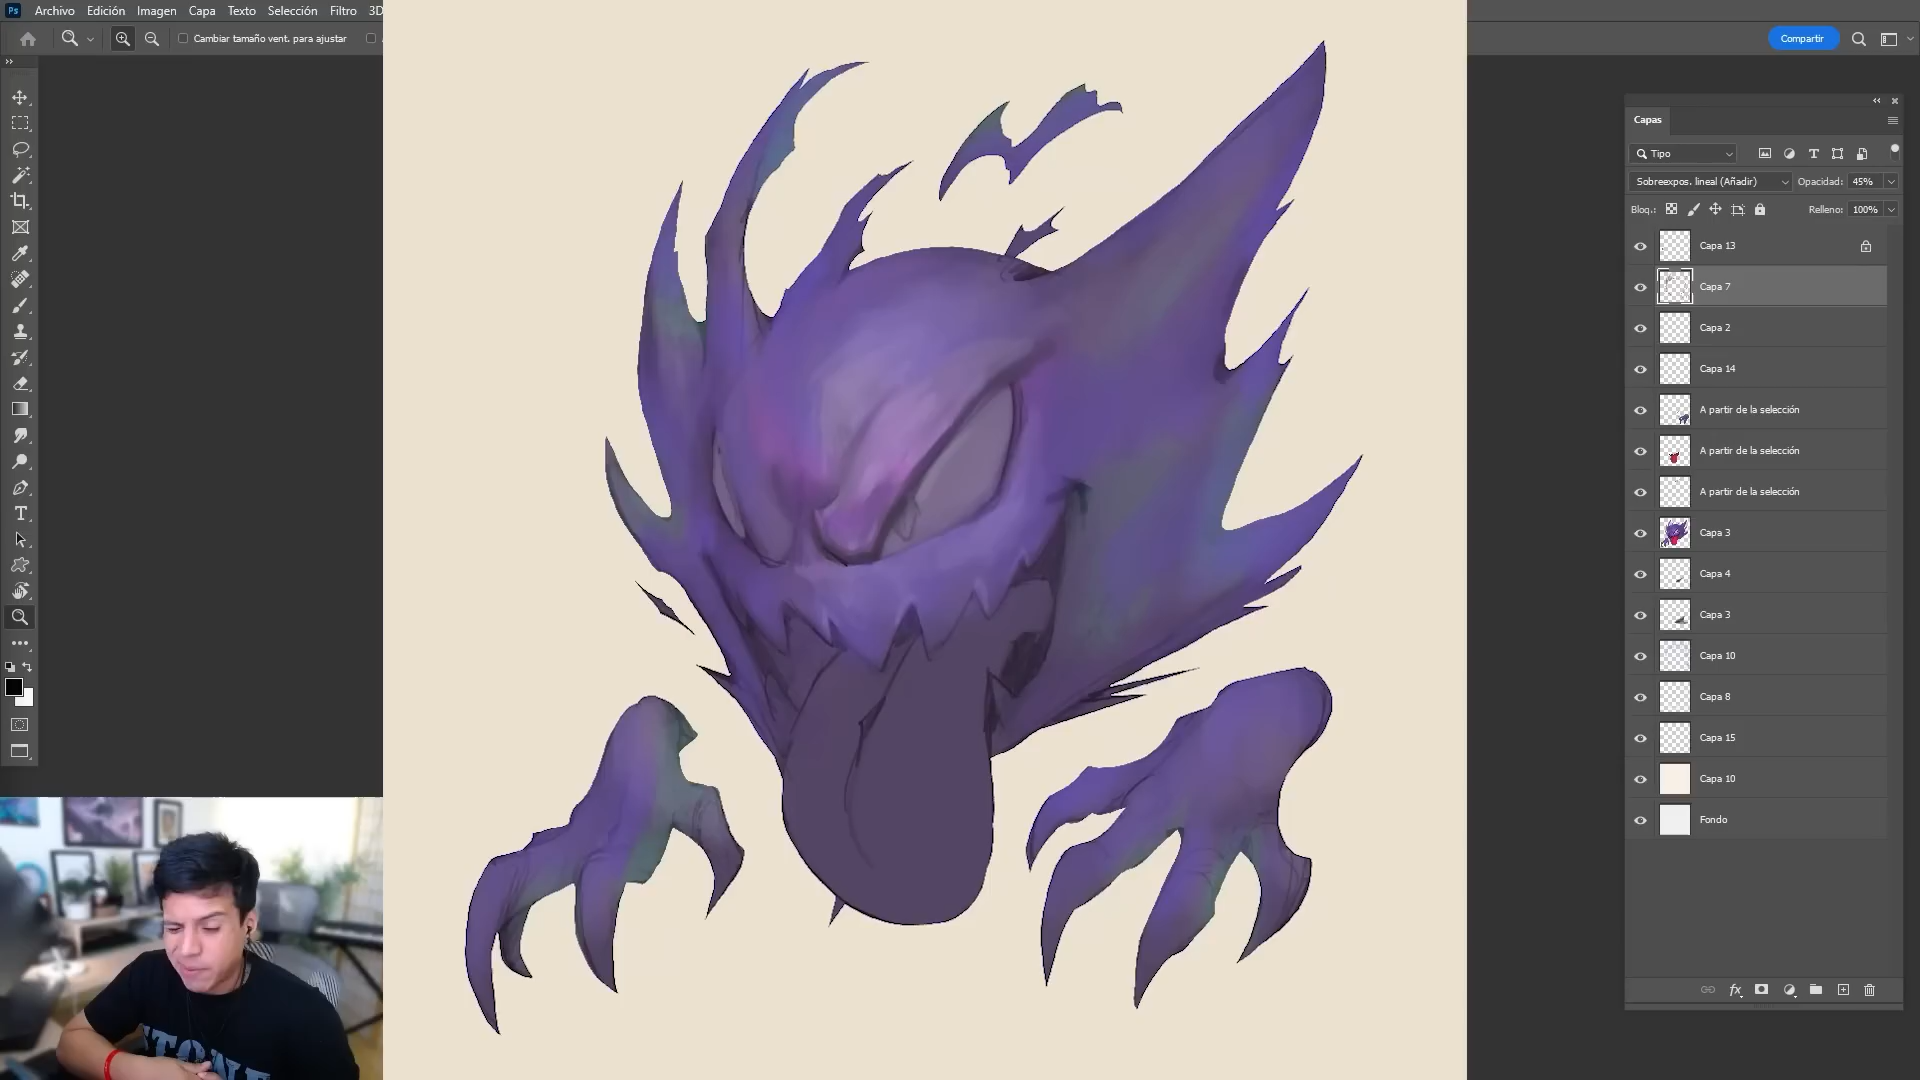 Ps Archivo Edición Imagen Capa Texto Selección Filtro 3D
Cambiar tamaño vent. para ajustar
Compartir
Capas
Tipo
Sobreexpos. lineal (Añadir) Opacidad: 45%
Bloq.: Relleno: 100%
Capa 13
Capa 7
Capa 2
Capa 14
A partir de la selección
A partir de la selección
A partir de la selección
Capa 3
Capa 4
Capa 3
Capa 10
Capa 8
Capa 15
Capa 10
Fondo
fx